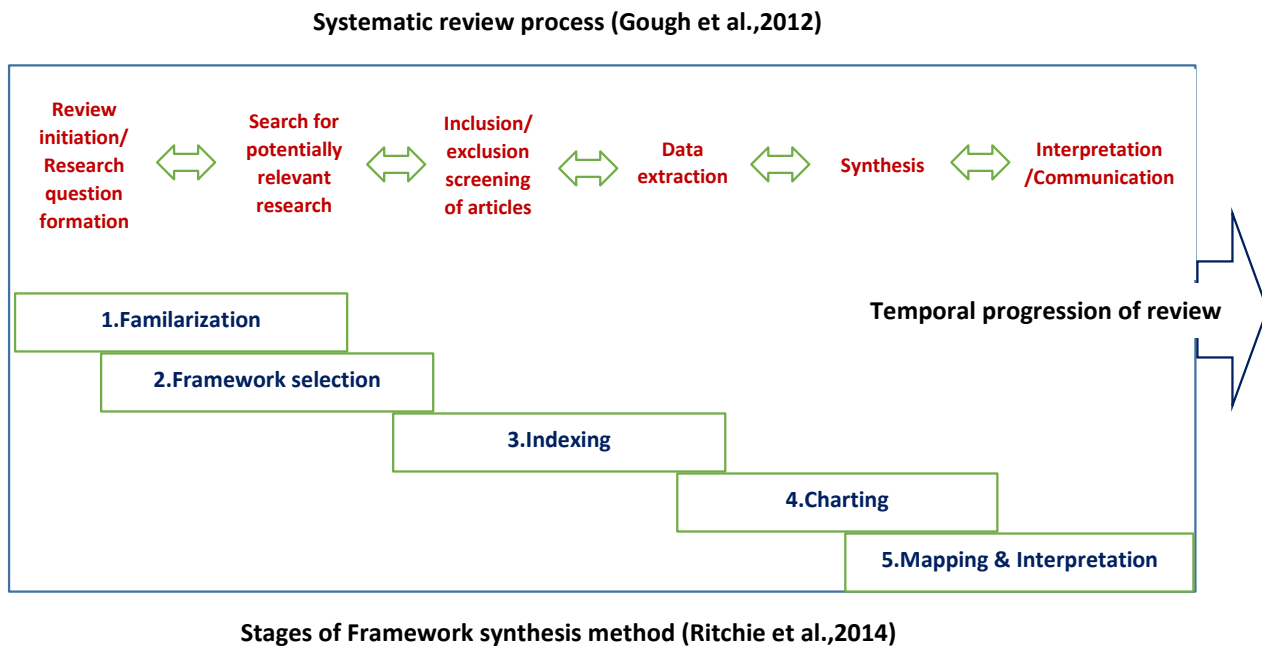 Systematic review process (Gough et al.,2012)
Review
initiation/
Research
question
formation
Search for
potentially
relevant
research
Inclusion/
exclusion
screening
of articles
Data
extraction
Synthesis
Interpretation
/Communication
1.Familarization
Temporal progression of review
2.Framework selection
3.Indexing
4.Charting
5.Mapping & Interpretation
Stages of Framework synthesis method (Ritchie et al.,2014)